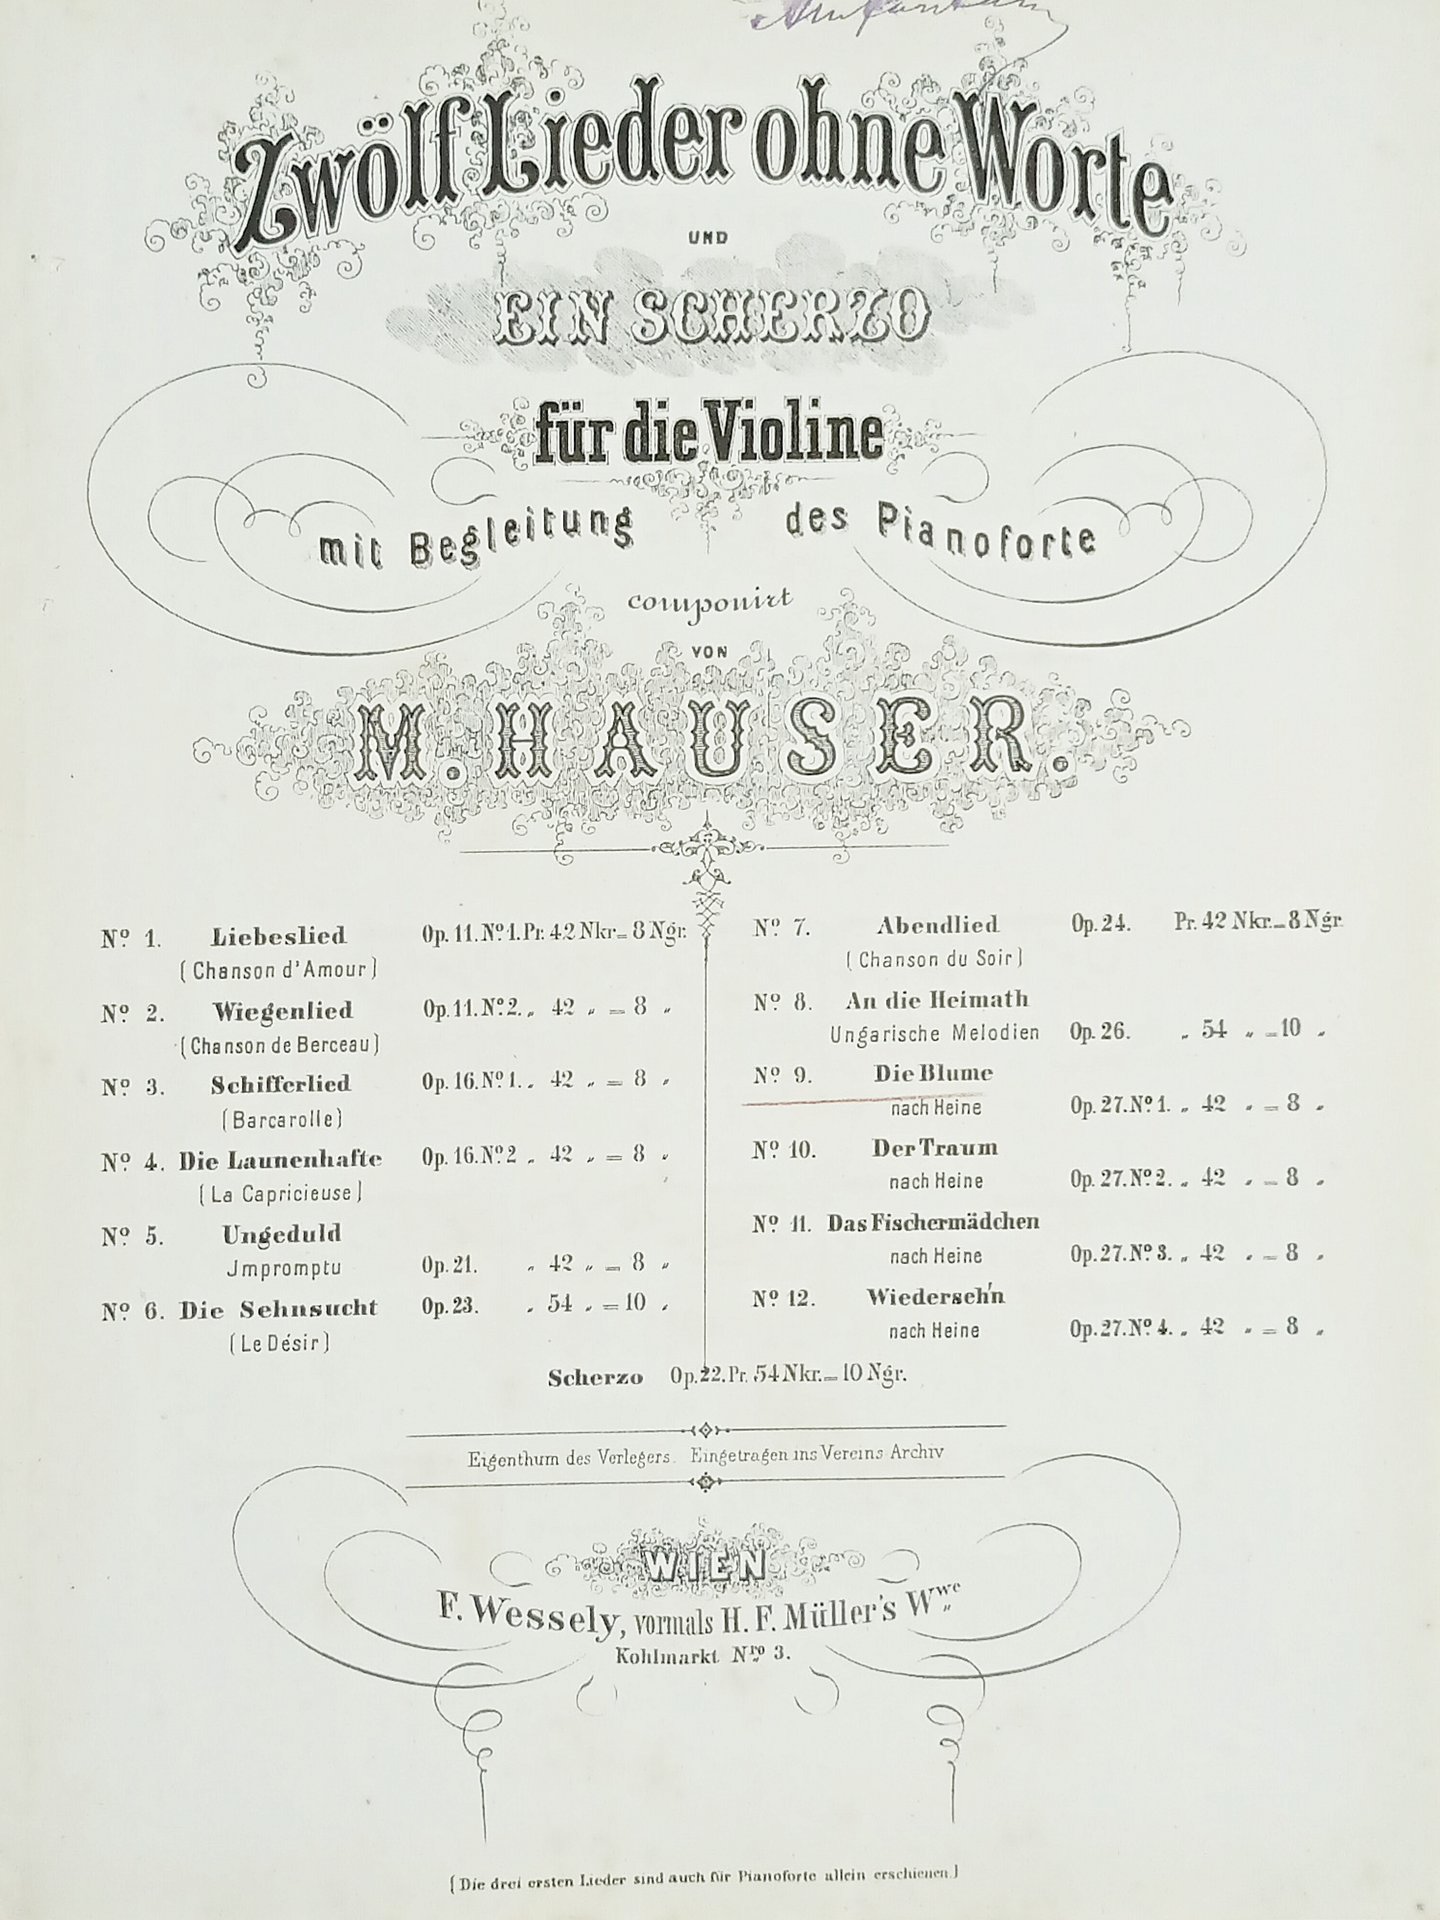 Zwölf Lieder ohne Worte
UND
EIN SCHERZO
für die Violine
mit Begleitung des Pianoforte
componirt
VON
M. HAUSER.
No. 1. Liebeslied Op. 11. No. 1. Pr. 42 Nkr. = 8 Ngr.
(Chanson d'Amour)
No. 2. Wiegenlied Op. 11. No. 2. „ 42 „ = 8 „
(Chanson de Berceau)
No. 3. Schifferlied Op. 16. No. 1. „ 42 „ = 8 „
(Barcarolle)
No. 4. Die Launenhafte Op. 16. No. 2 „ 42 „ = 8 „
(La Capricieuse)
No. 5. Ungeduld
Jmpromptu Op. 21. „ 42 „ = 8 „
No. 6. Die Sehnsucht Op. 23. „ 54 „ = 10 „
(Le Désir)
No. 7. Abendlied Op. 24. Pr. 42 Nkr. = 8 Ngr.
(Chanson du Soir)
No. 8. An die Heimath
Ungarische Melodien Op. 26. „ 54 „ = 10 „
No. 9. Die Blume
nach Heine Op. 27. No. 1. „ 42 „ = 8 „
No. 10. Der Traum
nach Heine Op. 27. No. 2. „ 42 „ = 8 „
No. 11. Das Fischermädchen
nach Heine Op. 27. No. 3. „ 42 „ = 8 „
No. 12. Wiederseh'n
nach Heine Op. 27. No. 4. „ 42 „ = 8 „
Scherzo Op. 22. Pr. 54 Nkr. = 10 Ngr.
Eigenthum des Verlegers. Eingetragen ins Vereins Archiv
WIEN
F. Wessely, vormals H. F. Müller's Wwe
Kohlmarkt Nro 3.
(Die drei ersten Lieder sind auch für Pianoforte allein erschienen.)